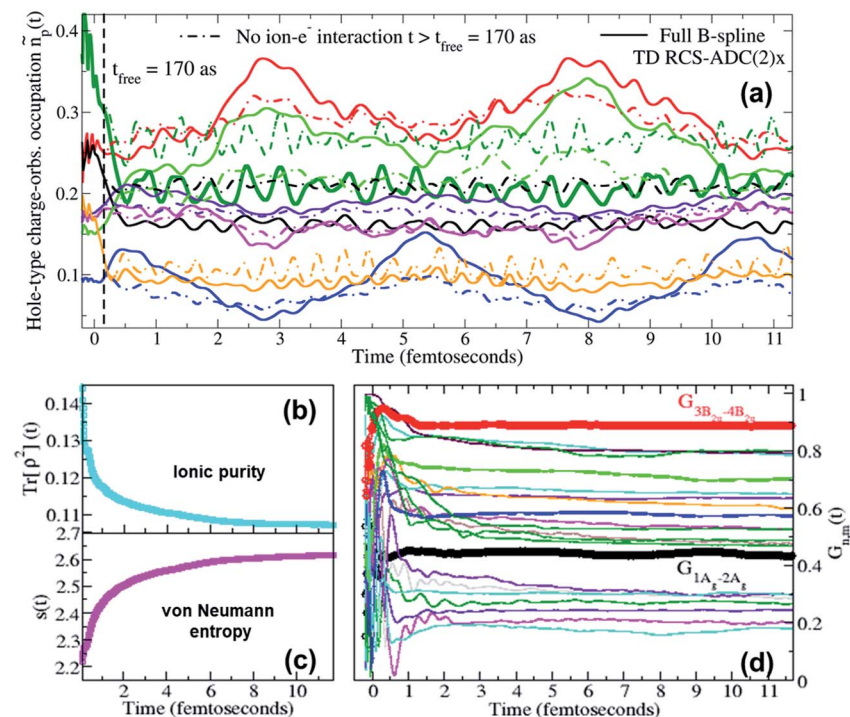 0.4
0.3
0.2
0.1
Hole-type charge-orbs. occupation ñp(t)
No ion-e⁻ interaction t > tfree = 170 as
Full B-spline
TD RCS-ADC(2)x
tfree = 170 as
(a)
0 1 2 3 4 5 6 7 8 9 10 11
Time (femtoseconds)
(b)
0.14
0.13
0.12
0.11
Tr[ρ²](t)
Ionic purity
2.7
2.6
2.5
2.4
2.3
2.2
s(t)
von Neumann
entropy
(c)
2 4 6 8 10
Time (femtoseconds)
G3B2g-4B2g
G1Ag-2Ag
1
0.8
0.6
0.4
0.2
0
Gn,m(t)
(d)
0 1 2 3 4 5 6 7 8 9 10 11
Time (femtoseconds)